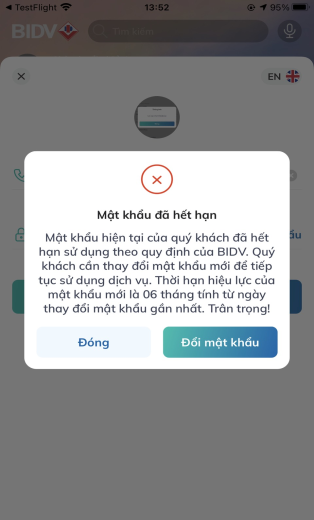 TestFlight 13:52 95%
BIDV Tìm kiếm
EN
Mật khẩu đã hết hạn
Mật khẩu hiện tại của quý khách đã hết
hạn sử dụng theo quy định của BIDV. Quý
khách cần thay đổi mật khẩu mới để tiếp
tục sử dụng dịch vụ. Thời hạn hiệu lực của
mật khẩu mới là 06 tháng tính từ ngày
thay đổi mật khẩu gần nhất. Trân trọng!
Đóng Đổi mật khẩu